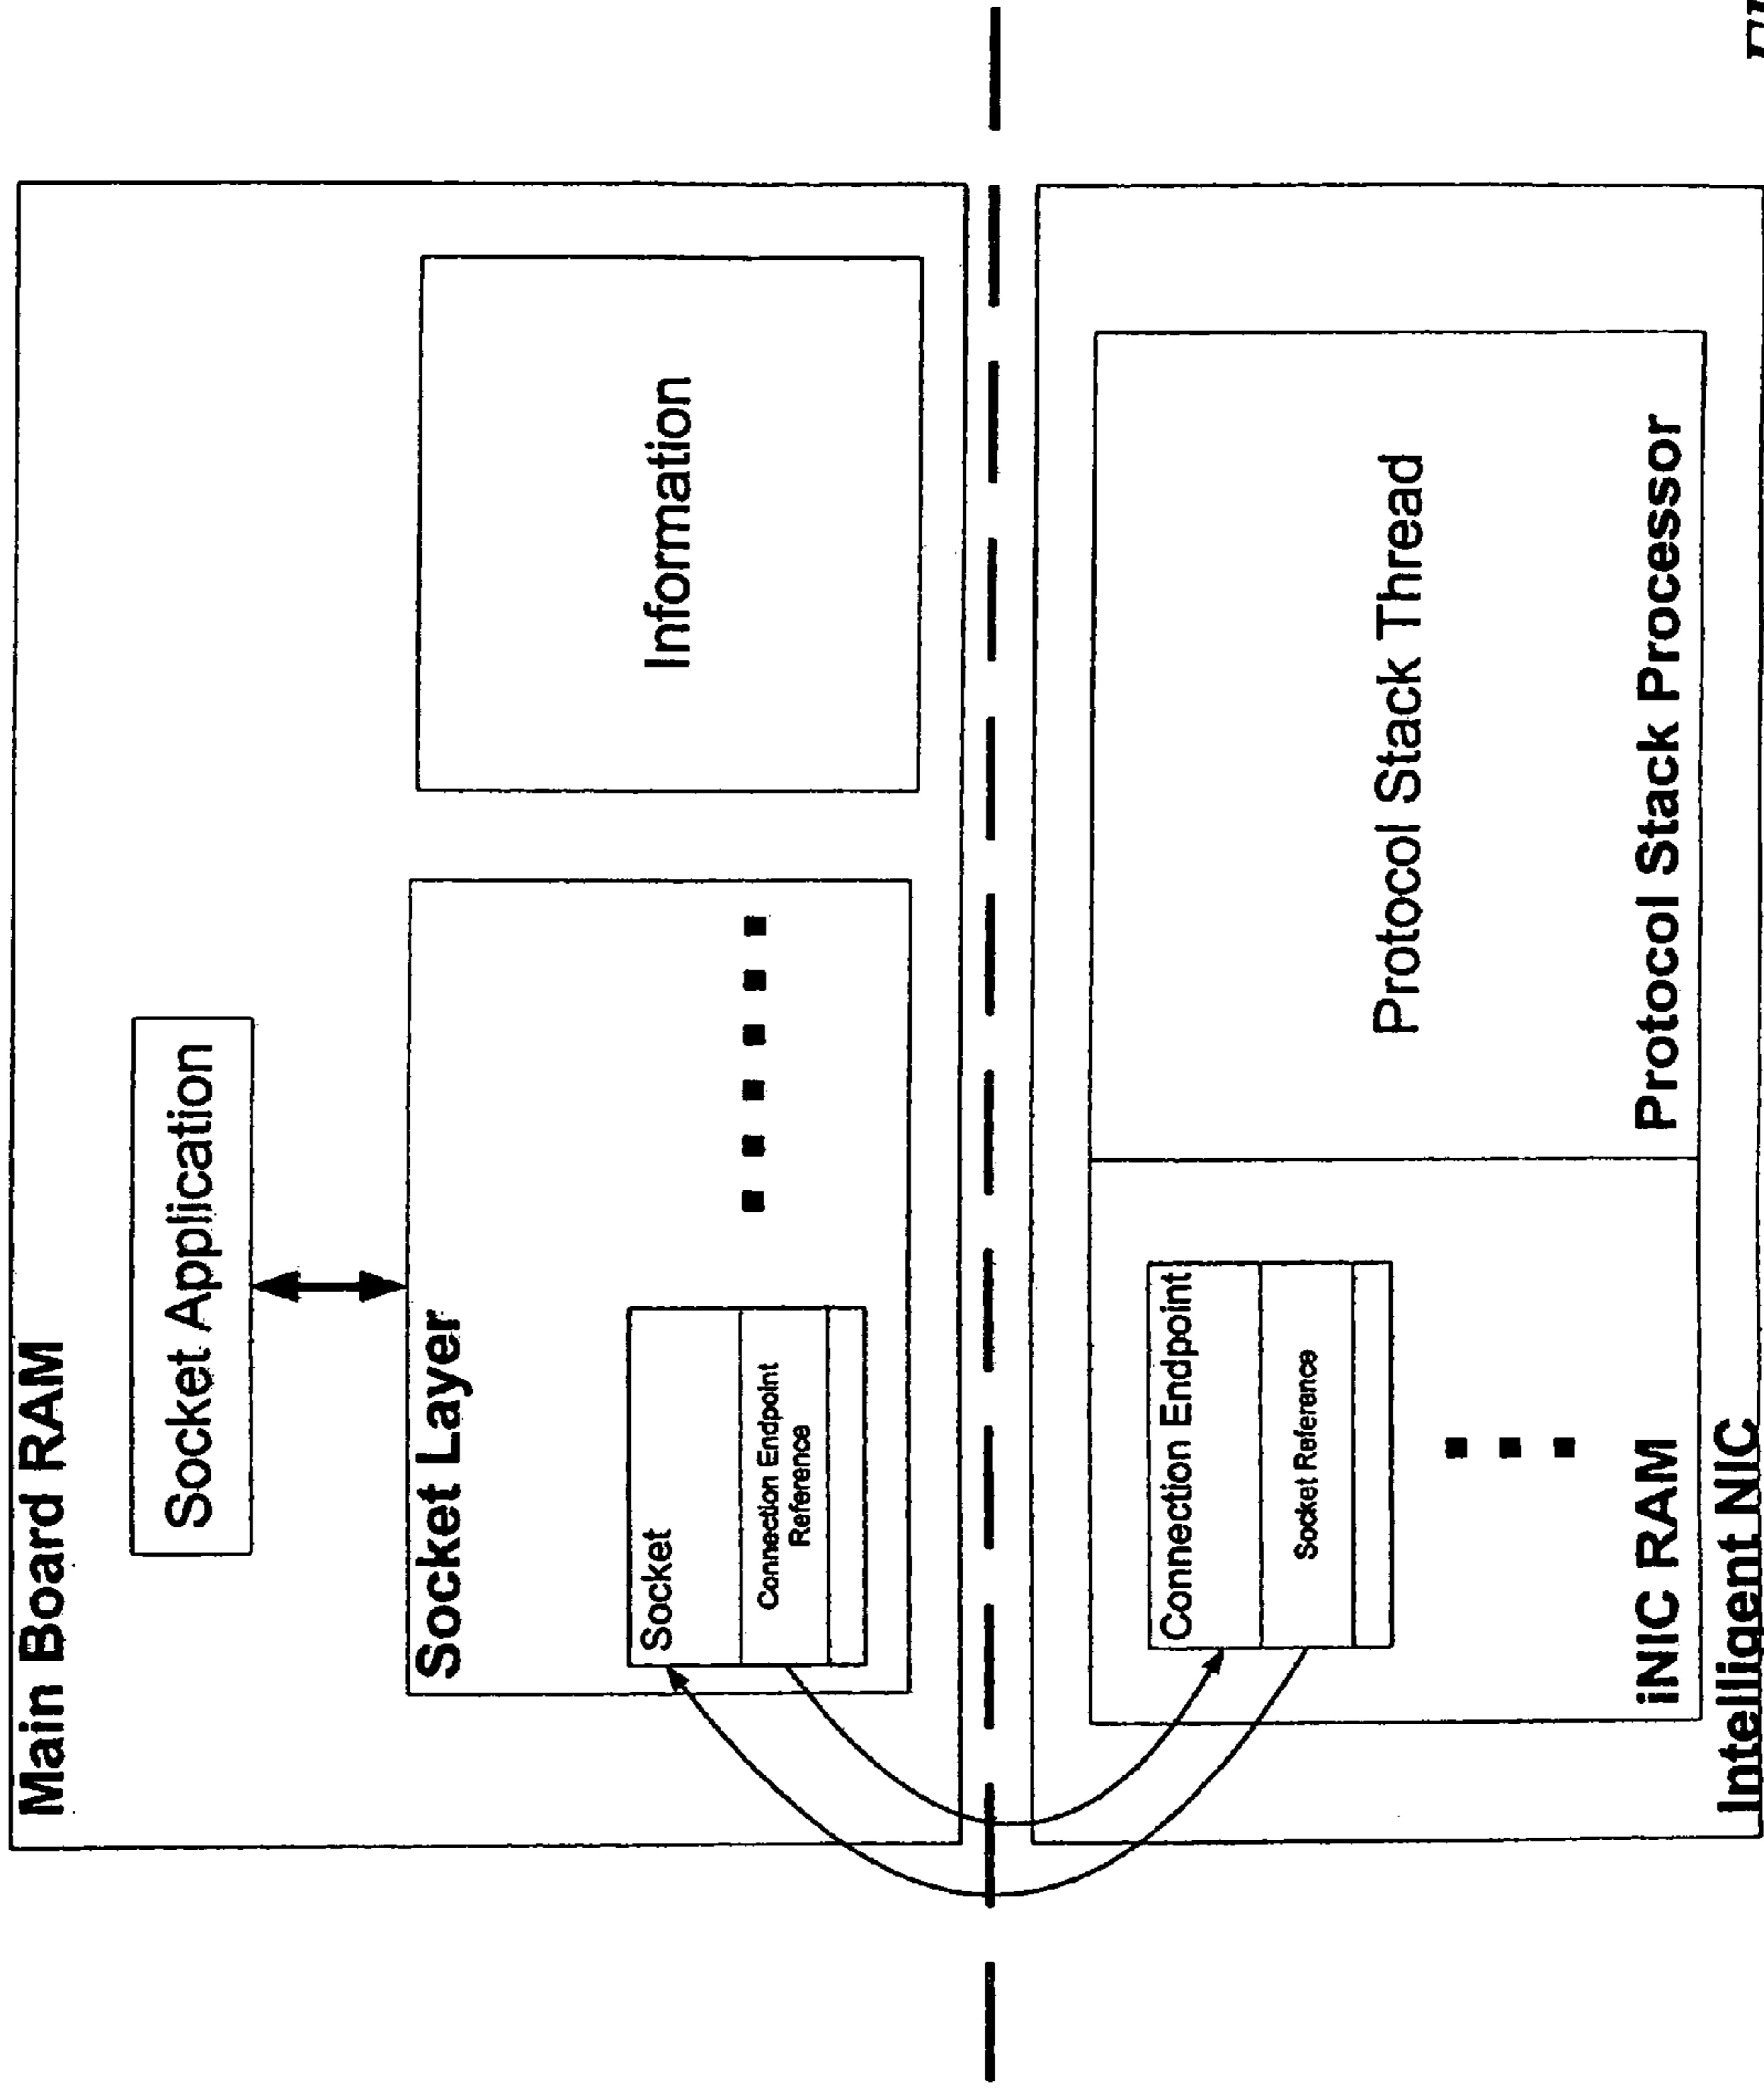 Main Board RAM
Socket Application
Socket Layer
Socket
Connection Endpoint
Reference
Information
Connection Endpoint
Socket Reference
iNIC RAM
Protocol Stack Thread
Protocol Stack Processor
Intelligent NIC